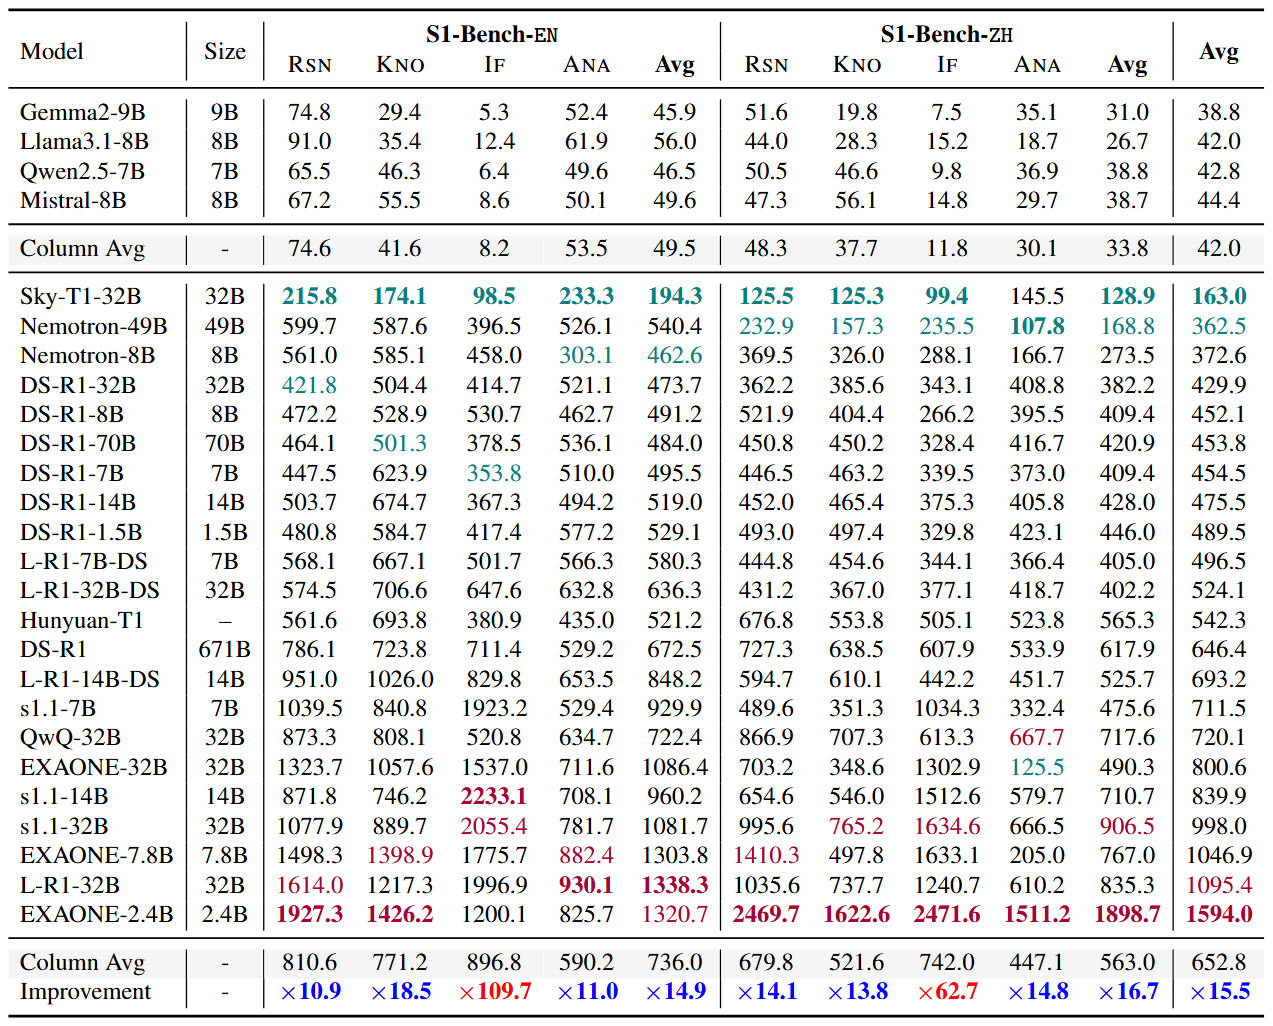 Model Size S1-Bench-EN S1-Bench-ZH Avg
RSN KNO IF ANA Avg RSN KNO IF ANA Avg
Gemma2-9B 9B 74.8 29.4 5.3 52.4 45.9 51.6 19.8 7.5 35.1 31.0 38.8
Llama3.1-8B 8B 91.0 35.4 12.4 61.9 56.0 44.0 28.3 15.2 18.7 26.7 42.0
Qwen2.5-7B 7B 65.5 46.3 6.4 49.6 46.5 50.5 46.6 9.8 36.9 38.8 42.8
Mistral-8B 8B 67.2 55.5 8.6 50.1 49.6 47.3 56.1 14.8 29.7 38.7 44.4
Column Avg - 74.6 41.6 8.2 53.5 49.5 48.3 37.7 11.8 30.1 33.8 42.0
Sky-T1-32B 32B 215.8 174.1 98.5 233.3 194.3 125.5 125.3 99.4 145.5 128.9 163.0
Nemotron-49B 49B 599.7 587.6 396.5 526.1 540.4 232.9 157.3 235.5 107.8 168.8 362.5
Nemotron-8B 8B 561.0 585.1 458.0 303.1 462.6 369.5 326.0 288.1 166.7 273.5 372.6
DS-R1-32B 32B 421.8 504.4 414.7 521.1 473.7 362.2 385.6 343.1 408.8 382.2 429.9
DS-R1-8B 8B 472.2 528.9 530.7 462.7 491.2 521.9 404.4 266.2 395.5 409.4 452.1
DS-R1-70B 70B 464.1 501.3 378.5 536.1 484.0 450.8 450.2 328.4 416.7 420.9 453.8
DS-R1-7B 7B 447.5 623.9 353.8 510.0 495.5 446.5 463.2 339.5 373.0 409.4 454.5
DS-R1-14B 14B 503.7 674.7 367.3 494.2 519.0 452.0 465.4 375.3 405.8 428.0 475.5
DS-R1-1.5B 1.5B 480.8 584.7 417.4 577.2 529.1 493.0 497.4 329.8 423.1 446.0 489.5
L-R1-7B-DS 7B 568.1 667.1 501.7 566.3 580.3 444.8 454.6 344.1 366.4 405.0 496.5
L-R1-32B-DS 32B 574.5 706.6 647.6 632.8 636.3 431.2 367.0 377.1 418.7 402.2 524.1
Hunyuan-T1 – 561.6 693.8 380.9 435.0 521.2 676.8 553.8 505.1 523.8 565.3 542.3
DS-R1 671B 786.1 723.8 711.4 529.2 672.5 727.3 638.5 607.9 533.9 617.9 646.4
L-R1-14B-DS 14B 951.0 1026.0 829.8 653.5 848.2 594.7 610.1 442.2 451.7 525.7 693.2
s1.1-7B 7B 1039.5 840.8 1923.2 529.4 929.9 489.6 351.3 1034.3 332.4 475.6 711.5
QwQ-32B 32B 873.3 808.1 520.8 634.7 722.4 866.9 707.3 613.3 667.7 717.6 720.1
EXAONE-32B 32B 1323.7 1057.6 1537.0 711.6 1086.4 703.2 348.6 1302.9 125.5 490.3 800.6
s1.1-14B 14B 871.8 746.2 2233.1 708.1 960.2 654.6 546.0 1512.6 579.7 710.7 839.9
s1.1-32B 32B 1077.9 889.7 2055.4 781.7 1081.7 995.6 765.2 1634.6 666.5 906.5 998.0
EXAONE-7.8B 7.8B 1498.3 1398.9 1775.7 882.4 1303.8 1410.3 497.8 1633.1 205.0 767.0 1046.9
L-R1-32B 32B 1614.0 1217.3 1996.9 930.1 1338.3 1035.6 737.7 1240.7 610.2 835.3 1095.4
EXAONE-2.4B 2.4B 1927.3 1426.2 1200.1 825.7 1320.7 2469.7 1622.6 2471.6 1511.2 1898.7 1594.0
Column Avg - 810.6 771.2 896.8 590.2 736.0 679.8 521.6 742.0 447.1 563.0 652.8
Improvement - ×10.9 ×18.5 ×109.7 ×11.0 ×14.9 ×14.1 ×13.8 ×62.7 ×14.8 ×16.7 ×15.5